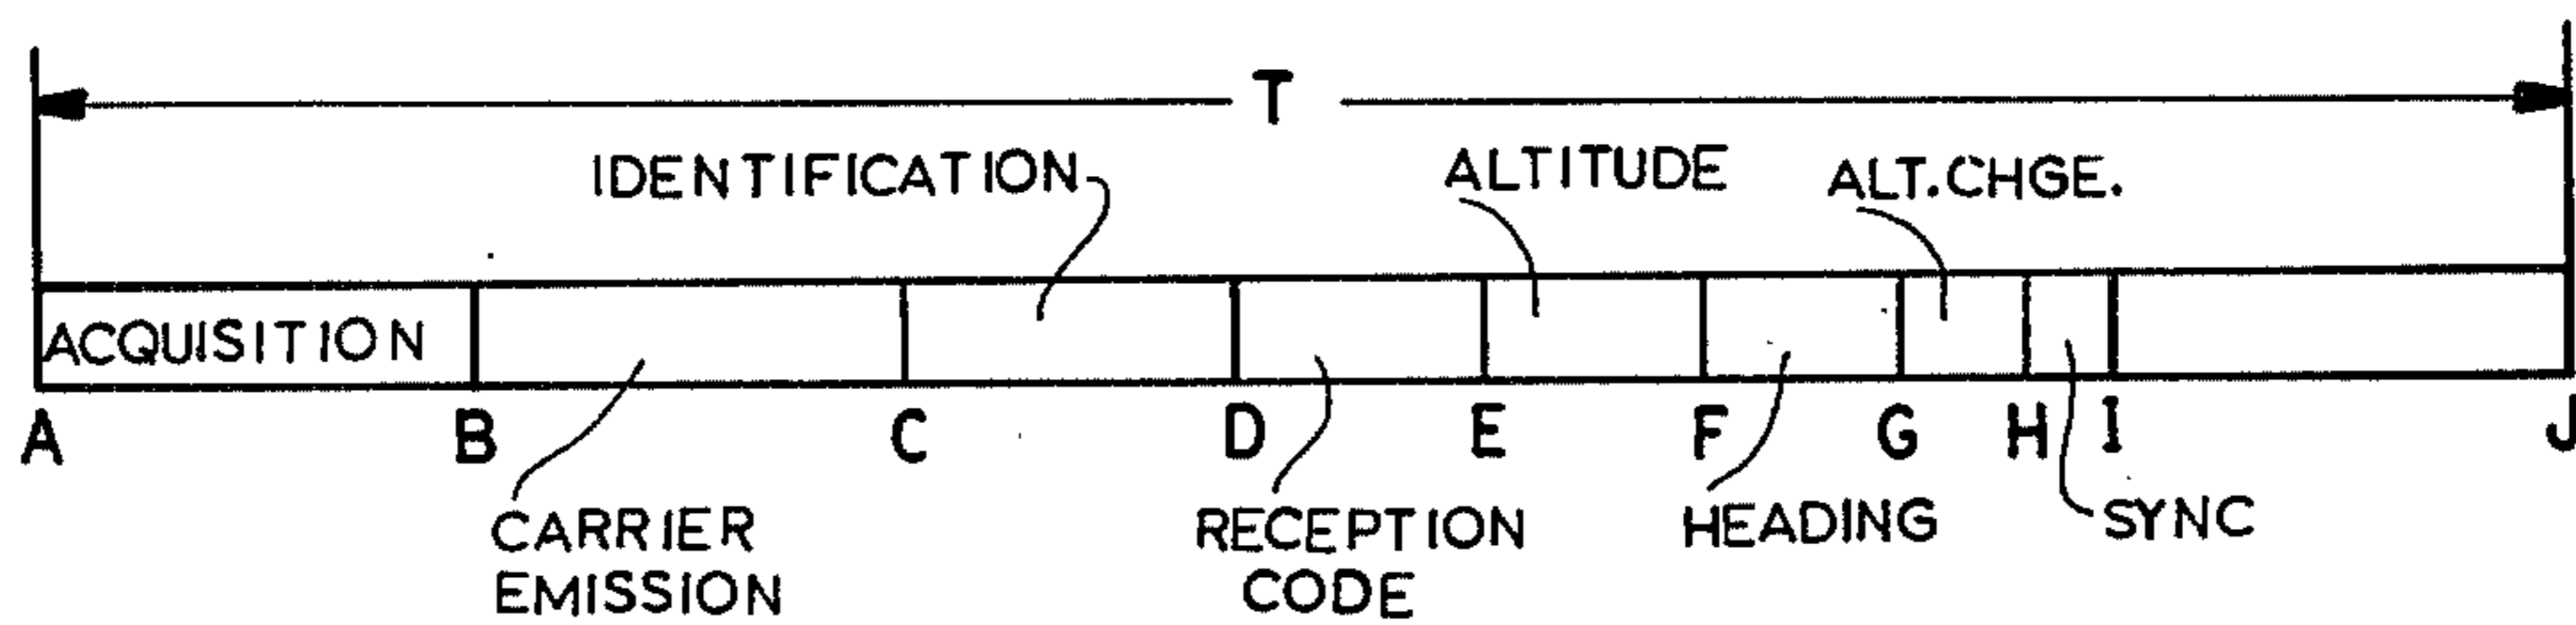 T
IDENTIFICATION
ALTITUDE
ALT.CHGE.
ACQUISITION
A B C D E F G H I J
CARRIER
EMISSION
RECEPTION
CODE
HEADING
SYNC